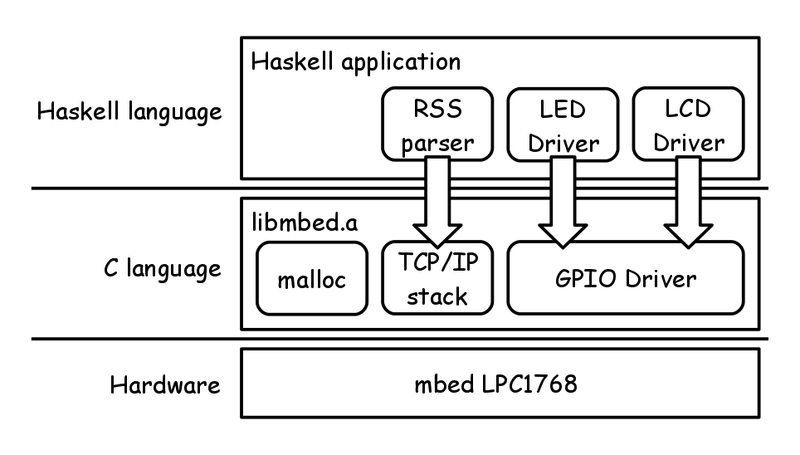 Haskell application
Haskell language
RSS
parser
LED
Driver
LCD
Driver
libmbed.a
C language
malloc
TCP/IP
stack
GPIO Driver
Hardware
mbed LPC1768